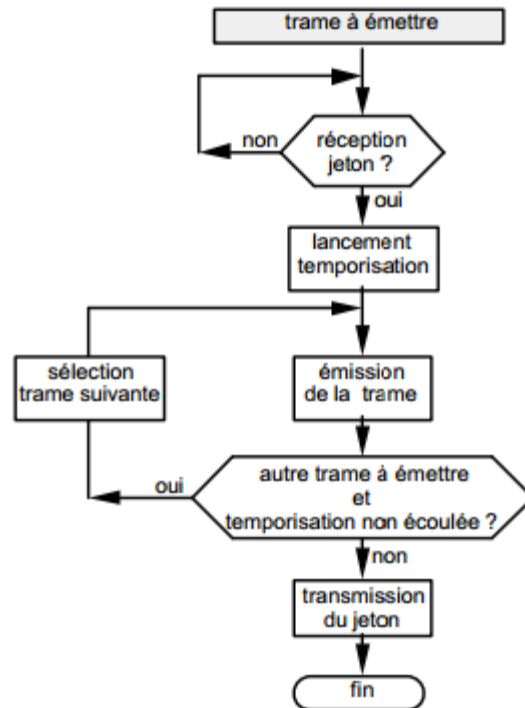 trame à émettre
non
réception
jeton ?
oui
lancement
temporisation
sélection
trame suivante
émission
de la trame
oui
autre trame à émettre
et
temporisation non écoulée ?
non
transmission
du jeton
fin